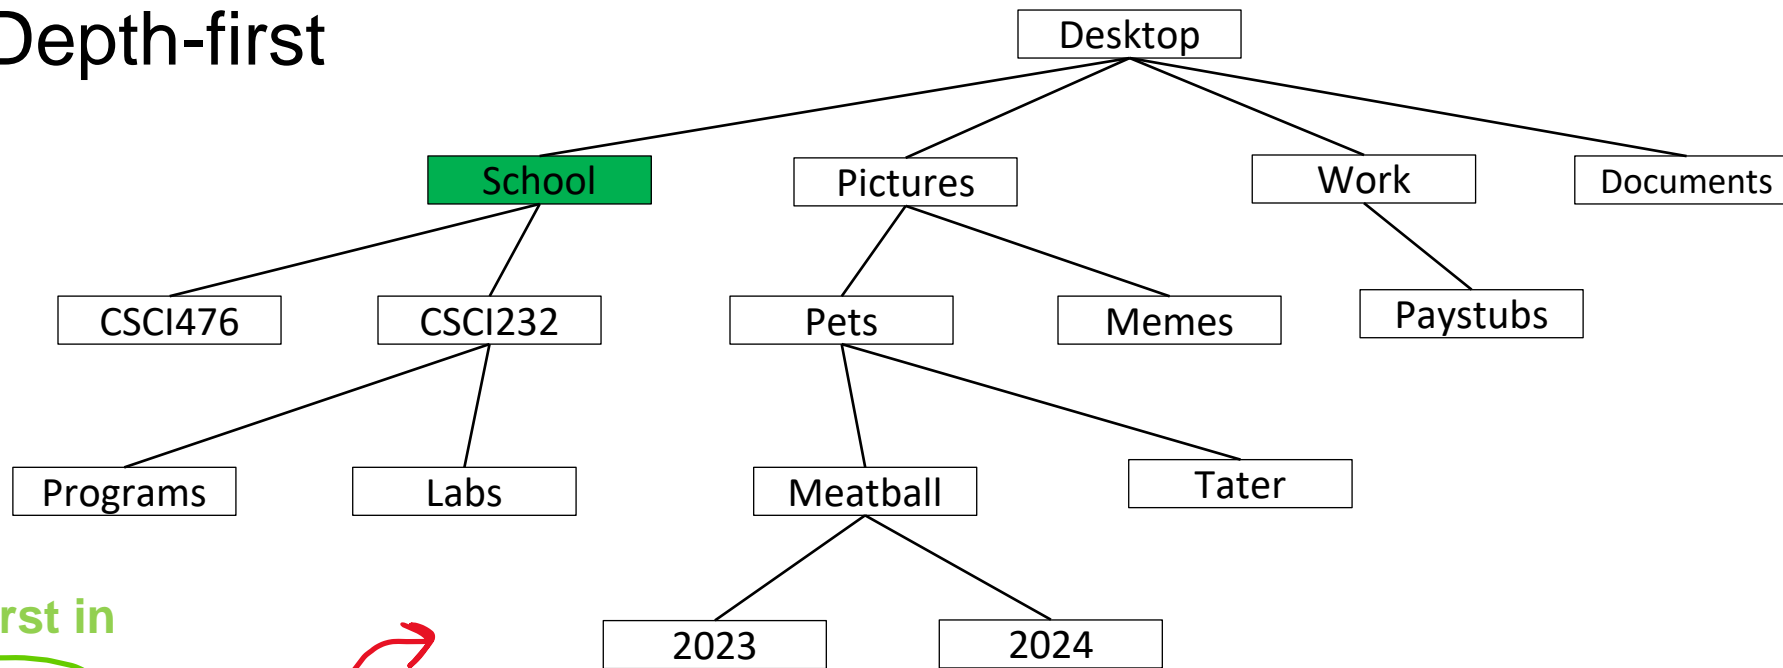 Depth-first
Desktop
School
Pictures
Work
Documents
CSCI476
CSCI232
Pets
Memes
Paystubs
Programs
Labs
Meatball
Tater
rst in
2023
2024